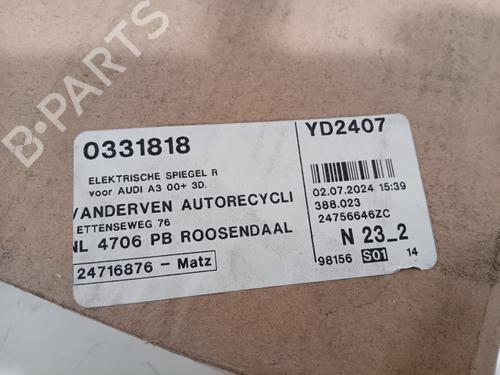 B-PARTS
0331818
ELEKTRISCHE SPIEGEL R
voor AUDI A3 00+ 3D.
VANDERVEN AUTORECYCLI
ETTENSEWEG 76
NL 4706 PB ROOSENDAAL
24716876 - Matz
YD2407
02.07.2024 15:39
388.023
24756646ZC
N 23_2
98156 S01 14